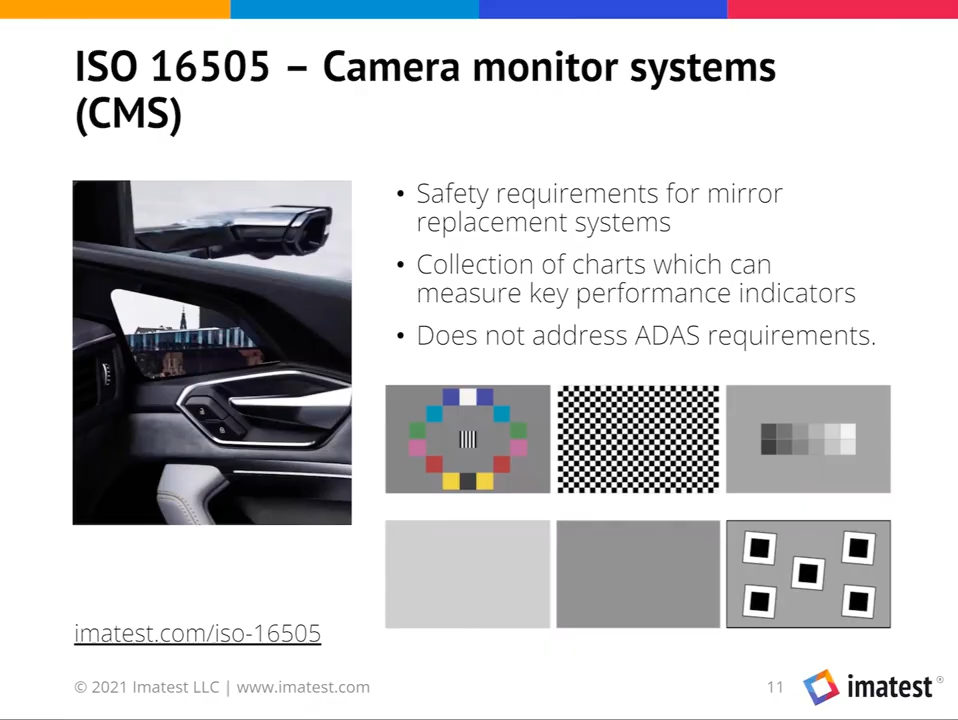 ISO 16505 – Camera monitor systems
(CMS)
• Safety requirements for mirror
replacement systems
• Collection of charts which can
measure key performance indicators
• Does not address ADAS requirements.
imatest.com/iso-16505
© 2021 Imatest LLC | www.imatest.com
11
imatest®